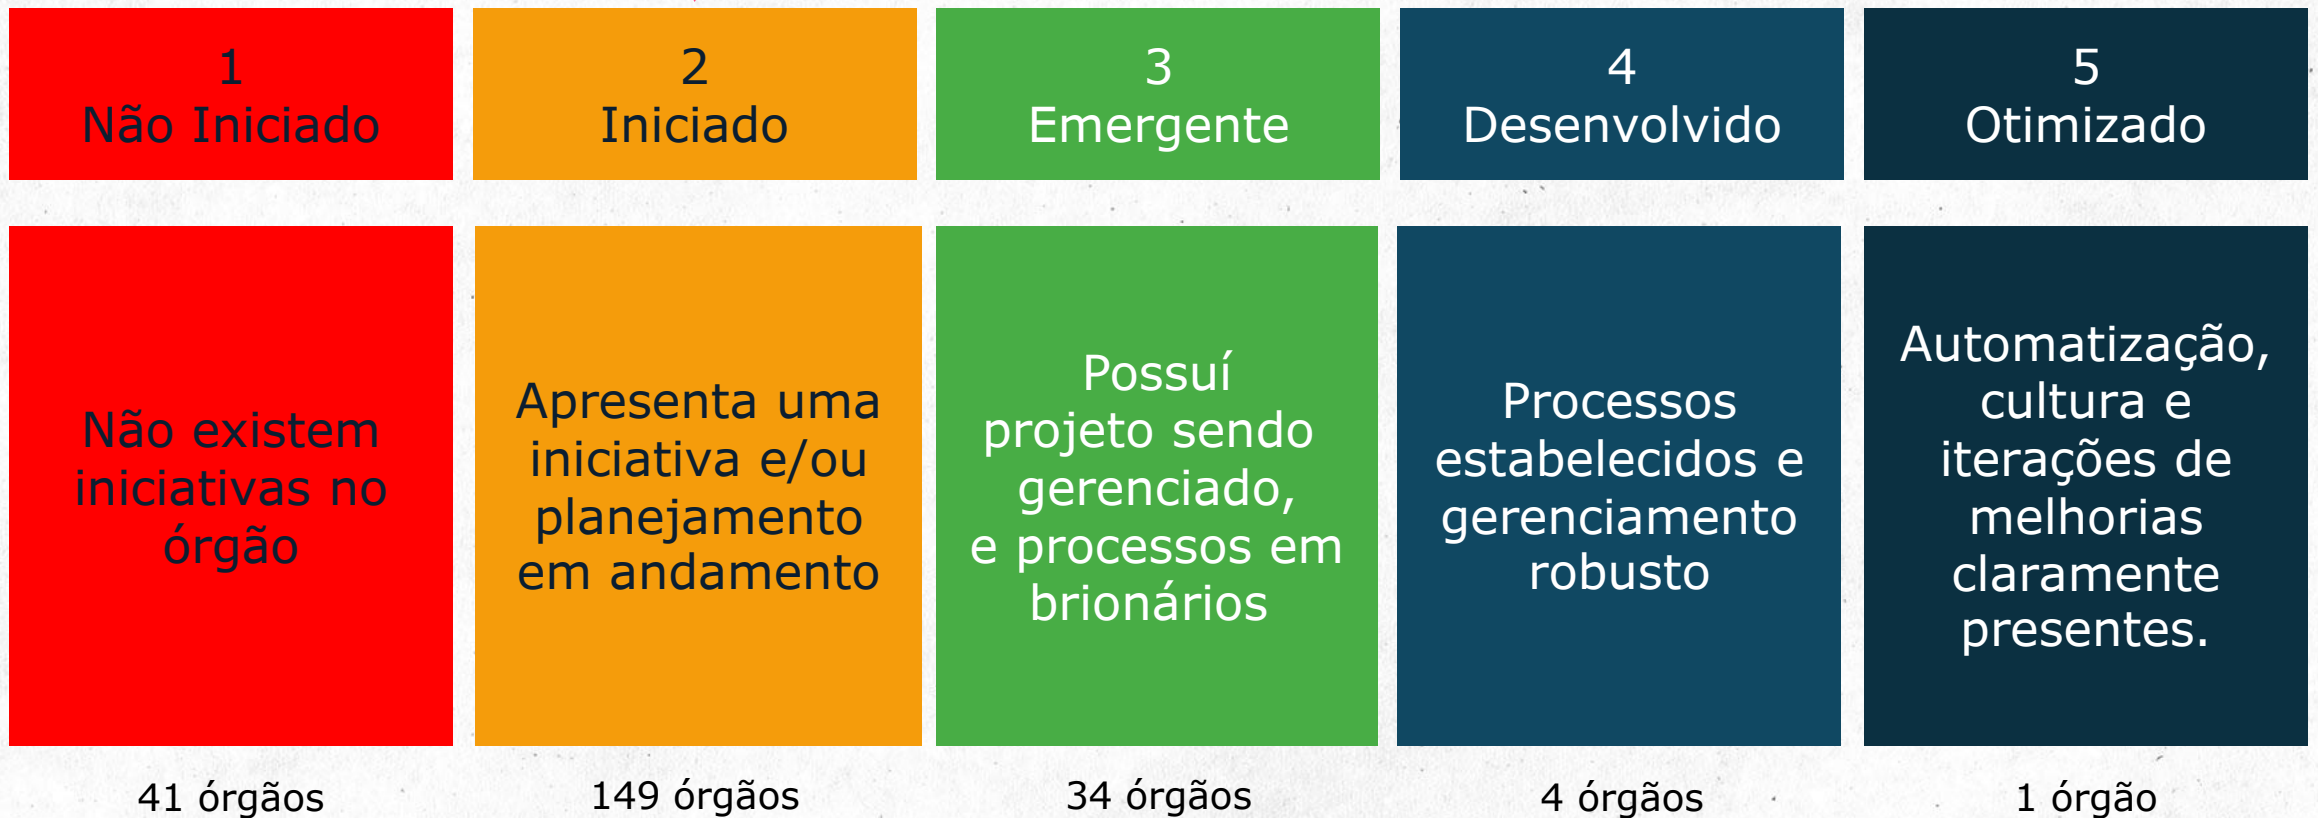 1
Não Iniciado
2
Iniciado
3
Emergente
4
Desenvolvido
5
Otimizado
Não existem
iniciativas no
órgão
Apresenta uma
iniciativa e/ou
planejamento
em andamento
Possuí
projeto sendo
gerenciado,
e processos em
brionários
Processos
estabelecidos e
gerenciamento
robusto
Automatização,
cultura e
iterações de
melhorias
claramente
presentes.
41 órgãos
149 órgãos
34 órgãos
4 órgãos
1 órgão